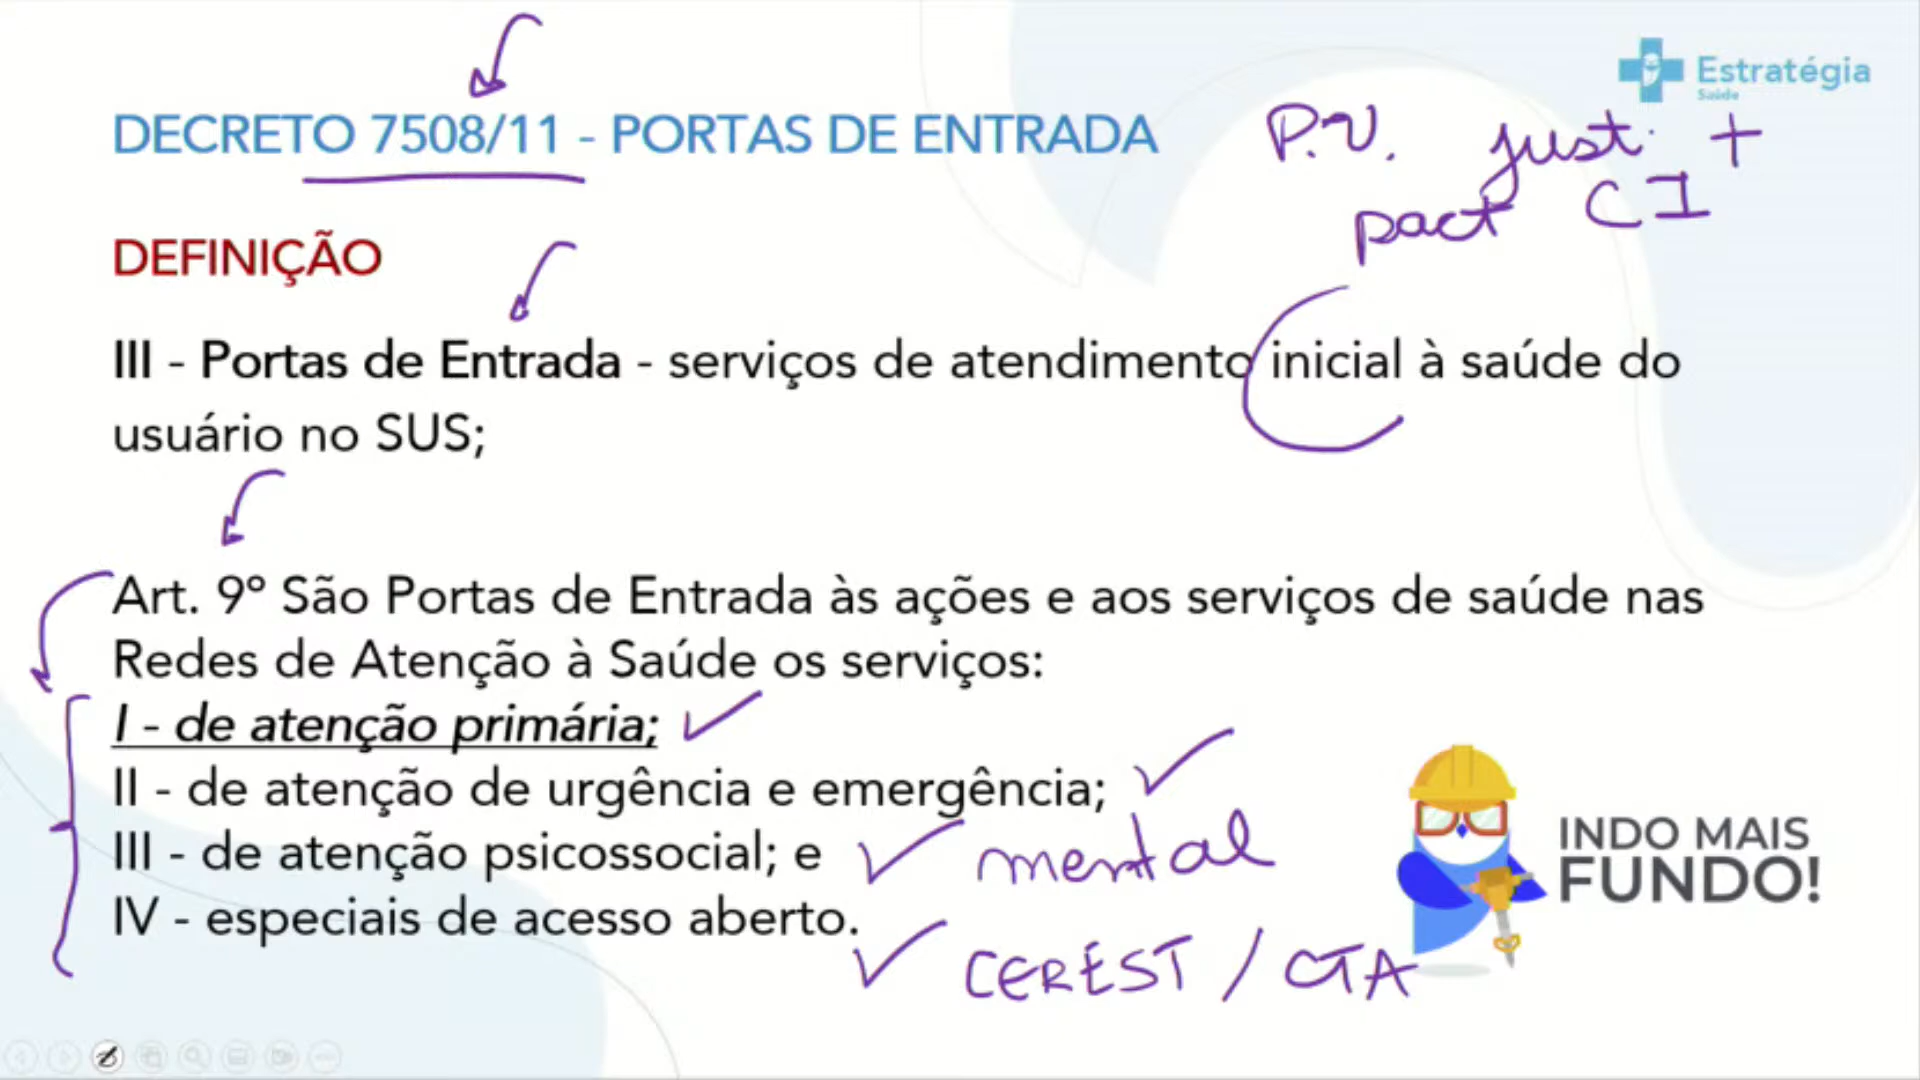 Estratégia
Saúde
DECRETO 7508/11 - PORTAS DE ENTRADA
P.V. just. +
pact CI
DEFINIÇÃO
III - Portas de Entrada - serviços de atendimento inicial à saúde do
usuário no SUS;
Art. 9º São Portas de Entrada às ações e aos serviços de saúde nas
Redes de Atenção à Saúde os serviços:
I - de atenção primária;
II - de atenção de urgência e emergência;
III - de atenção psicossocial; e
mental
IV - especiais de acesso aberto.
CEREST / CTA
INDO MAIS
FUNDO!